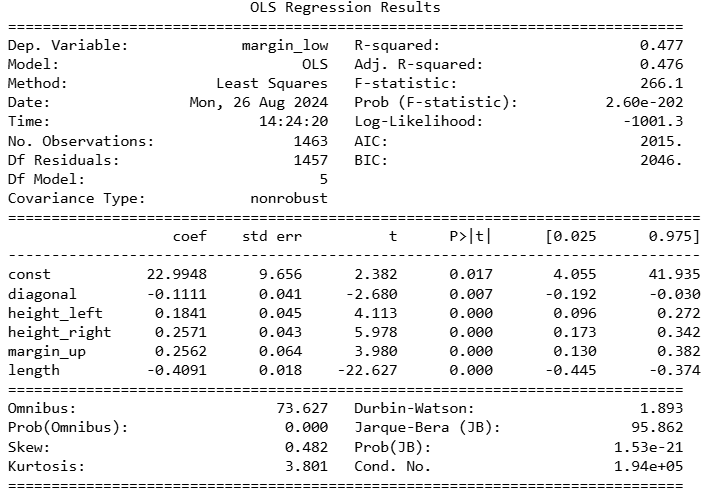 OLS Regression Results
==============================================================================
Dep. Variable:             margin_low   R-squared:                       0.477
Model:                            OLS   Adj. R-squared:                  0.476
Method:                 Least Squares   F-statistic:                     266.1
Date:                Mon, 26 Aug 2024   Prob (F-statistic):          2.60e-202
Time:                        14:24:20   Log-Likelihood:                -1001.3
No. Observations:                1463   AIC:                             2015.
Df Residuals:                    1457   BIC:                             2046.
Df Model:                           5
Covariance Type:            nonrobust
================================================================================
                   coef    std err          t      P>|t|      [0.025      0.975]
--------------------------------------------------------------------------------
const           22.9948      9.656      2.382      0.017       4.055      41.935
diagonal        -0.1111      0.041     -2.680      0.007      -0.192      -0.030
height_left      0.1841      0.045      4.113      0.000       0.096       0.272
height_right     0.2571      0.043      5.978      0.000       0.173       0.342
margin_up        0.2562      0.064      3.980      0.000       0.130       0.382
length          -0.4091      0.018    -22.627      0.000      -0.445      -0.374
==============================================================================
Omnibus:                       73.627   Durbin-Watson:                   1.893
Prob(Omnibus):                  0.000   Jarque-Bera (JB):               95.862
Skew:                           0.482   Prob(JB):                     1.53e-21
Kurtosis:                       3.801   Cond. No.                     1.94e+05
==============================================================================